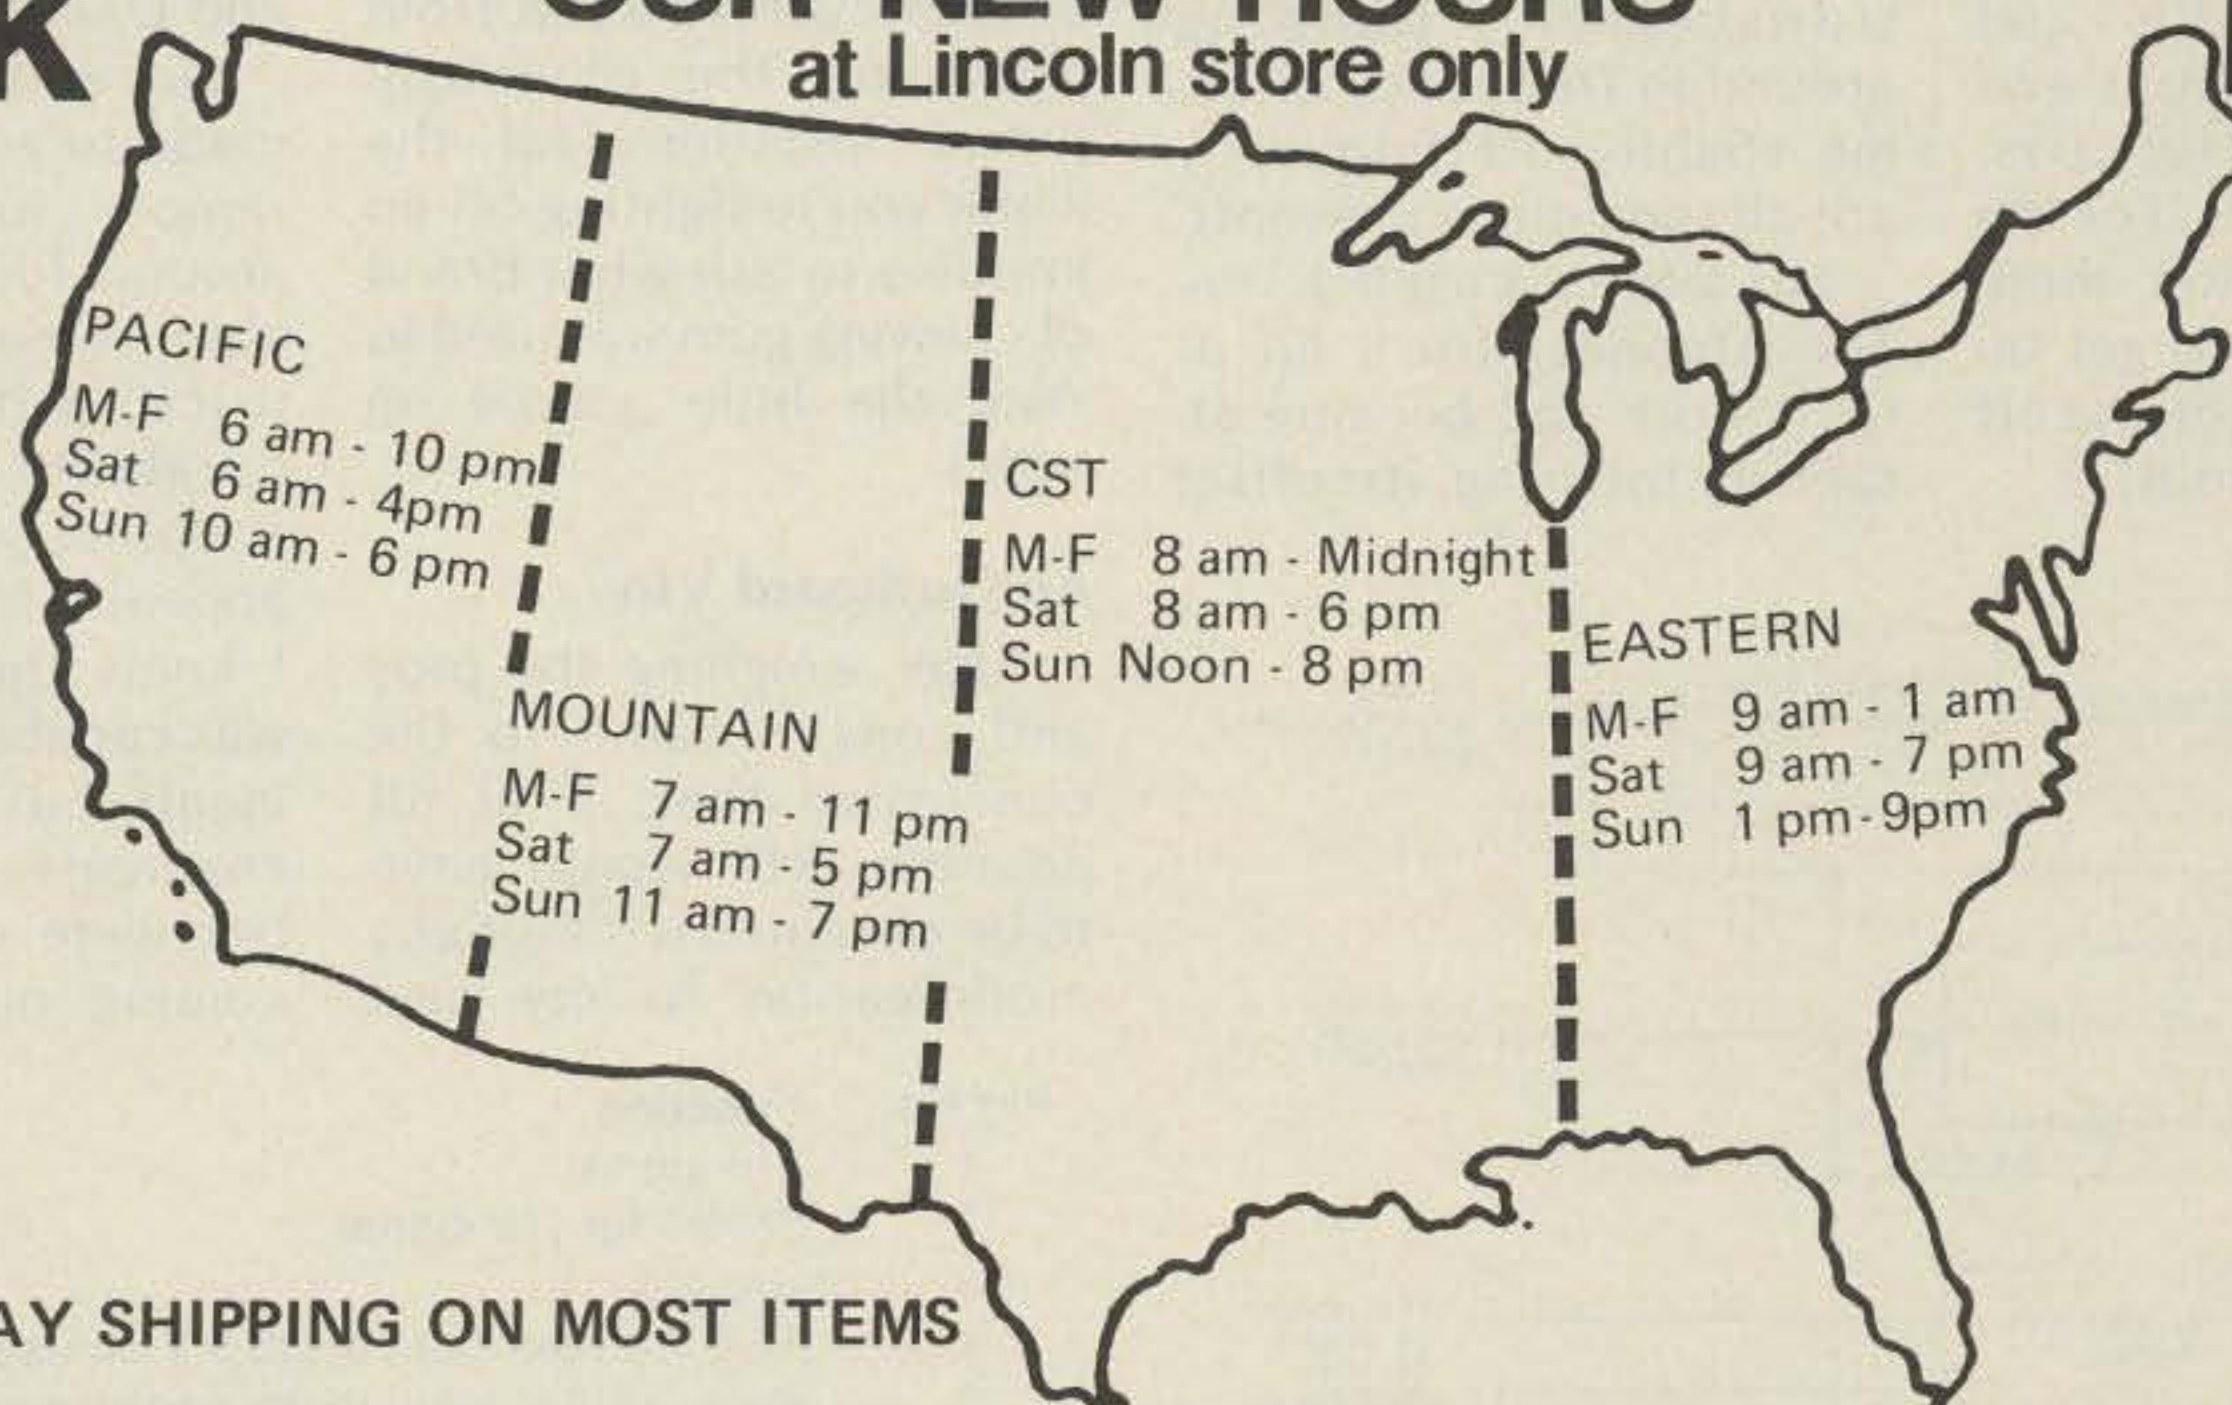 OUR NEW HOURS
at Lincoln store only
K
PACIFIC
M-F 6 am - 10 pm
Sat 6 am - 4pm
Sun 10 am - 6 pm
MOUNTAIN
M-F 7 am - 11 pm
Sat 7 am - 5 pm
Sun 11 am - 7 pm
CST
M-F 8 am - Midnight
Sat 8 am - 6 pm
Sun Noon - 8 pm
EASTERN
M-F 9 am - 1 am
Sat 9 am - 7 pm
Sun 1 pm - 9pm
AY SHIPPING ON MOST ITEMS